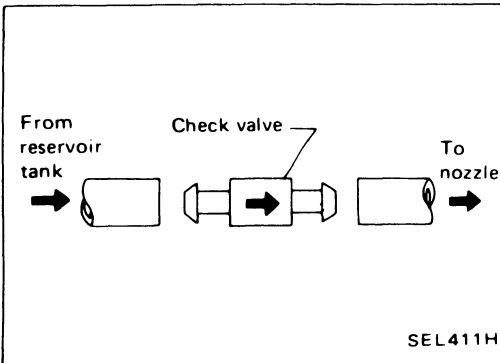 From
reservoir
tank
Check valve
To
nozzle
SEL411H